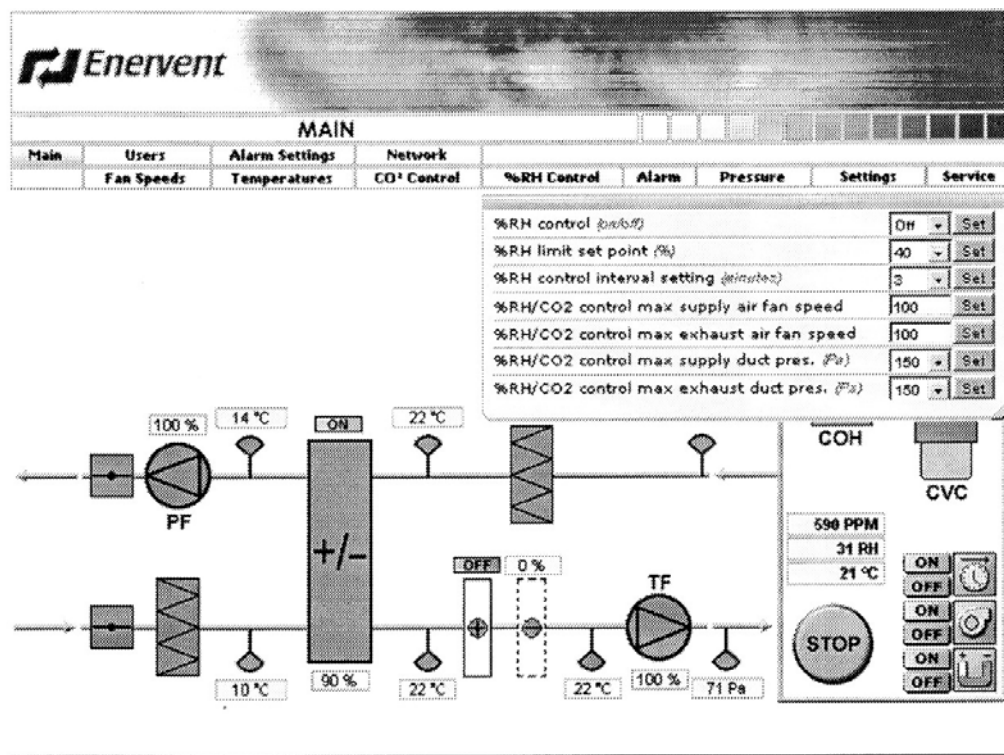 Enervent
MAIN
Main Users Alarm Settings Network
Fan Speeds Temperatures CO² Control %RH Control Alarm Pressure Settings Service
%RH control (on/off) Off Set
%RH limit set point (%) 40 Set
%RH control interval setting (minutes) 3 Set
%RH/CO2 control max supply air fan speed 100 Set
%RH/CO2 control max exhaust air fan speed 100 Set
%RH/CO2 control max supply duct pres. (Pa) 150 Set
%RH/CO2 control max exhaust duct pres. (Pa) 150 Set
100 % 14 °C ON 22 °C
COH
CVC
PF
590 PPM
31 RH
21 °C
+/-
OFF 0 %
TF
ON
OFF
ON
OFF
ON
OFF
STOP
10 °C 90 % 22 °C 22 °C 100 % 71 Pa